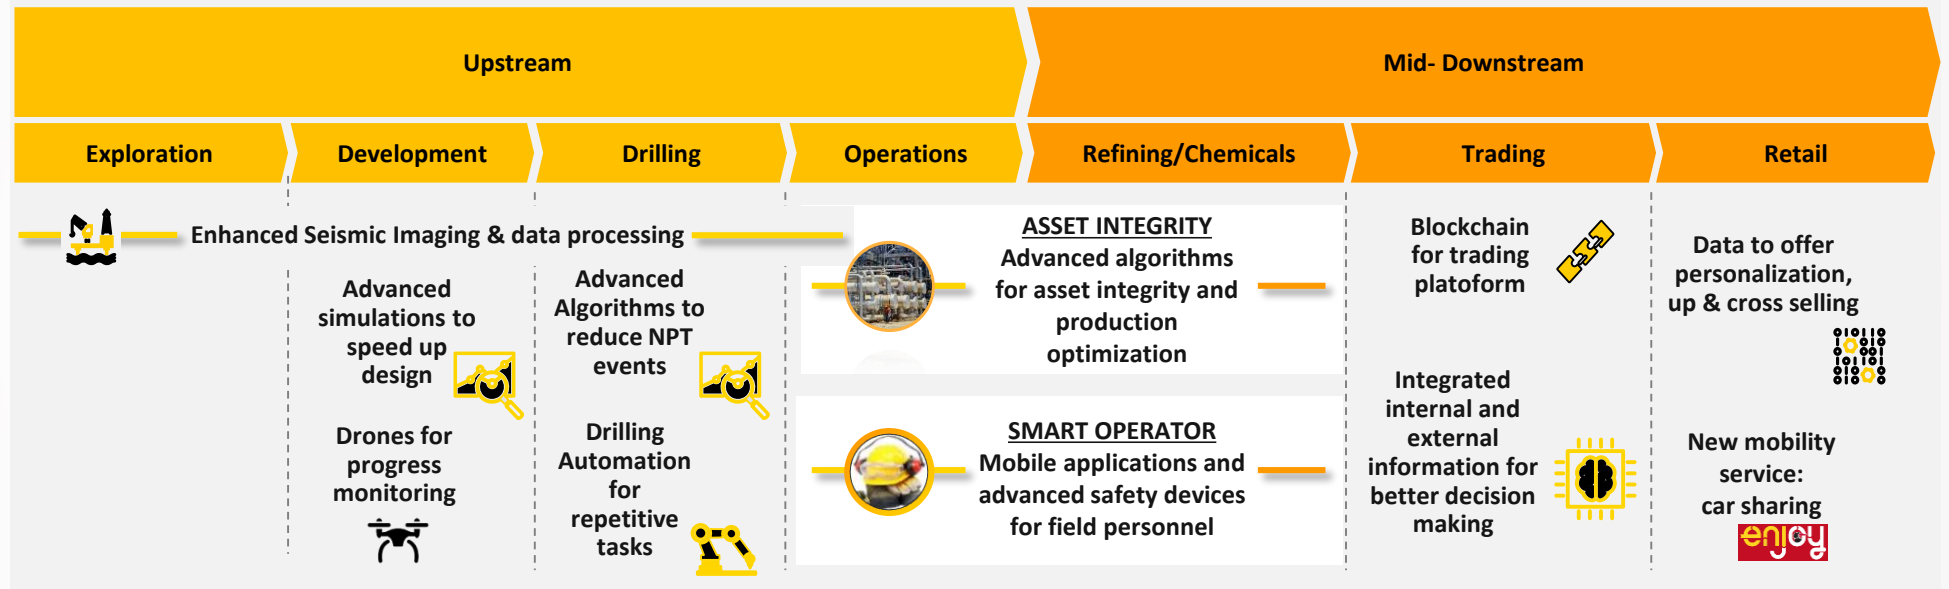 Upstream
Mid- Downstream
Exploration
Development
Drilling
Operations
Refining/Chemicals
Trading
Retail
Enhanced Seismic Imaging & data processing
Advanced
simulations to
speed up
design
Drones for
progress
monitoring
Advanced
Algorithms to
reduce NPT
events
Drilling
Automation
for
repetitive
tasks
ASSET INTEGRITY
Advanced algorithms
for asset integrity and
production
optimization
SMART OPERATOR
Mobile applications and
advanced safety devices
for field personnel
Blockchain
for trading
platoform
Integrated
internal and
external
information for
better decision
making
Data to offer
personalization,
up & cross selling
New mobility
service:
car sharing
enjoy